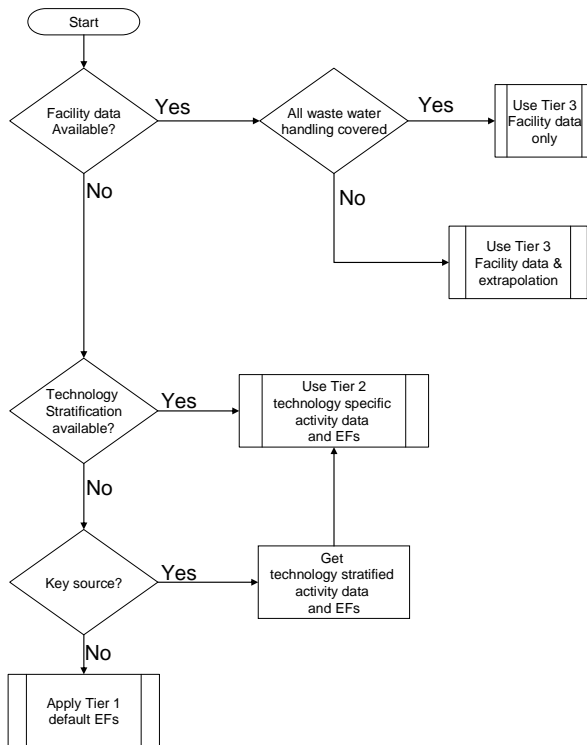 Start
Facility data
Available?
Yes
All waste water
handling covered
Yes
Use Tier 3
Facility data
only
No
No
Use Tier 3
Facility data &
extrapolation
Technology
Stratification
available?
Yes
Use Tier 2
technology specific
activity data
and EFs
No
Key source?
Yes
Get
technology stratified
activity data
and EFs
No
Apply Tier 1
default EFs